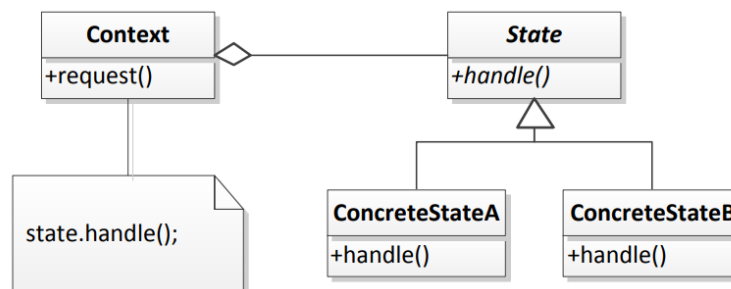 Context
+request()
State
+handle()
state.handle();
ConcreteStateA
+handle()
ConcreteStateB
+handle()